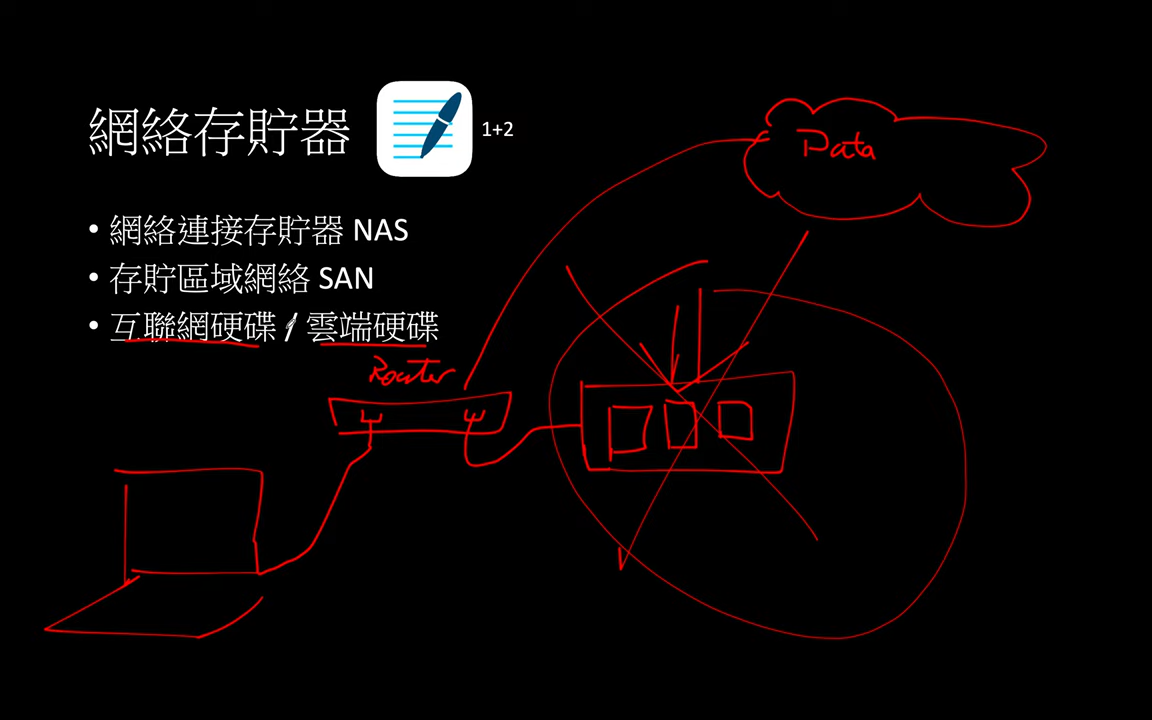 網絡存貯器
1+2
• 網絡連接存貯器 NAS
• 存貯區域網絡 SAN
• 互聯網硬碟 / 雲端硬碟
Router
Data